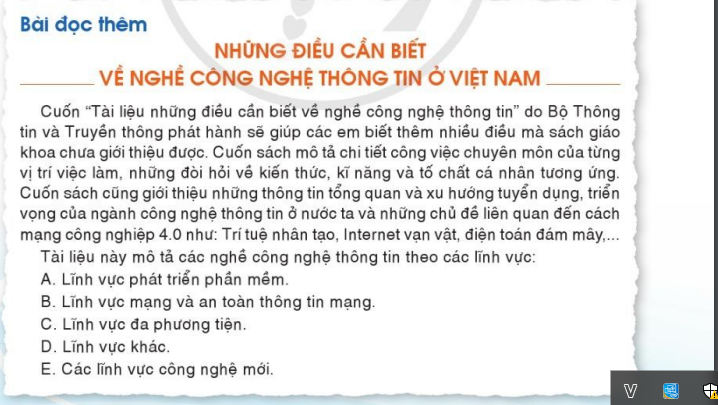 Bài đọc thêm
NHỮNG ĐIỀU CẦN BIẾT
VỀ NGHỀ CÔNG NGHỆ THÔNG TIN Ở VIỆT NAM
Cuốn “Tài liệu những điều cần biết về nghề công nghệ thông tin” do Bộ Thông
tin và Truyền thông phát hành sẽ giúp các em biết thêm nhiều điều mà sách giáo
khoa chưa giới thiệu được. Cuốn sách mô tả chi tiết công việc chuyên môn của từng
vị trí việc làm, những đòi hỏi về kiến thức, kĩ năng và tố chất cá nhân tương ứng.
Cuốn sách cũng giới thiệu những thông tin tổng quan và xu hướng tuyển dụng, triển
vọng của ngành công nghệ thông tin ở nước ta và những chủ đề liên quan đến cách
mạng công nghiệp 4.0 như: Trí tuệ nhân tạo, Internet vạn vật, điện toán đám mây,...
Tài liệu này mô tả các nghề công nghệ thông tin theo các lĩnh vực:
A. Lĩnh vực phát triển phần mềm.
B. Lĩnh vực mạng và an toàn thông tin mạng.
C. Lĩnh vực đa phương tiện.
D. Lĩnh vực khác.
E. Các lĩnh vực công nghệ mới.
V